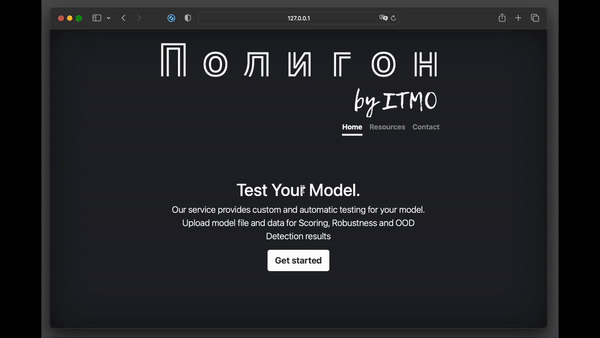 127.0.0.1
Полигон
by ITMO
Home Resources Contact
Test Your Model.
Our service provides custom and automatic testing for your model.
Upload model file and data for Scoring, Robustness and OOD
Detection results
Get started